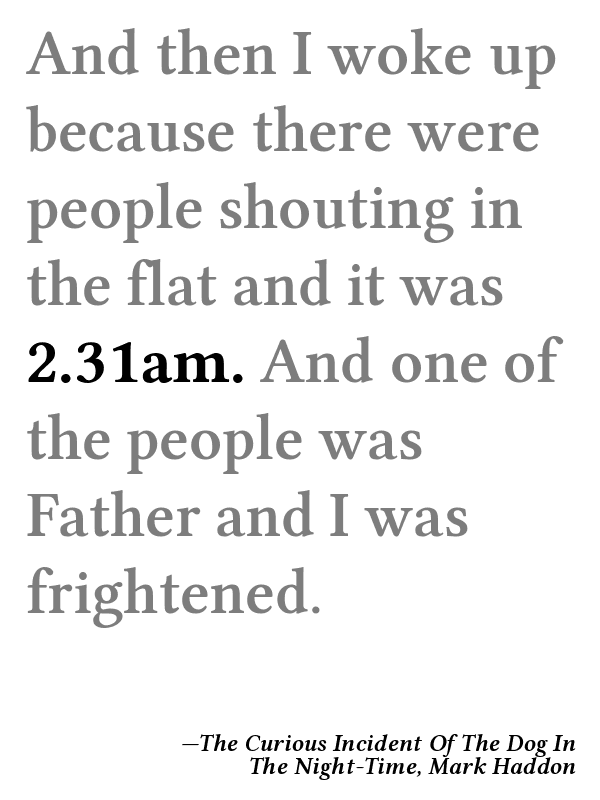 And then I woke up
because there were
people shouting in
the flat and it was
2.31am. And one of
the people was
Father and I was
frightened.
—The Curious Incident Of The Dog In
The Night-Time, Mark Haddon